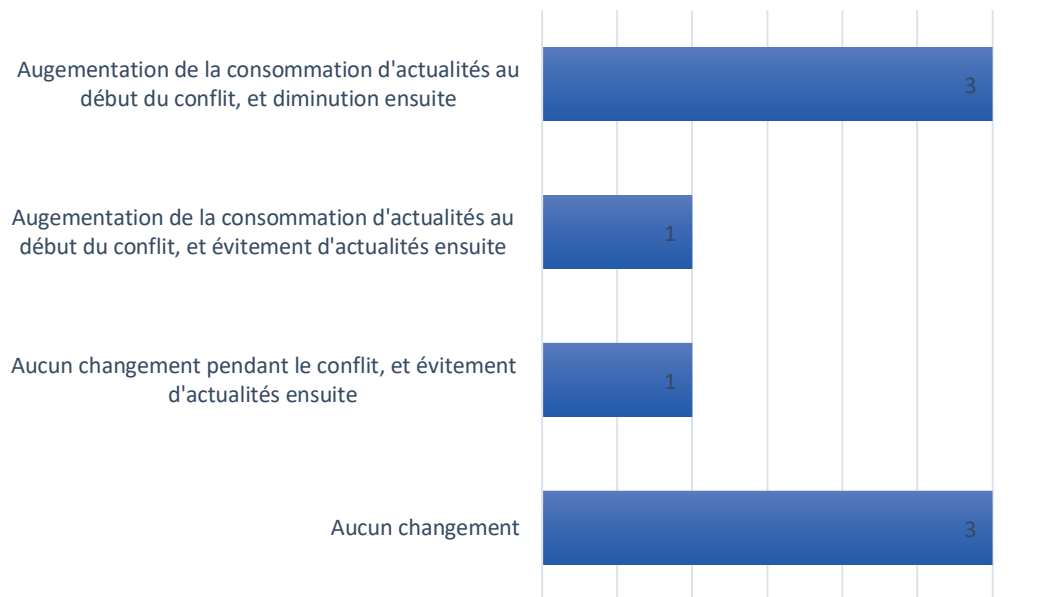 Augementation de la consommation d'actualités au
début du conflit, et diminution ensuite
3
Augementation de la consommation d'actualités au
début du conflit, et évitement d'actualités ensuite
1
Aucun changement pendant le conflit, et évitement
d'actualités ensuite
1
Aucun changement
3